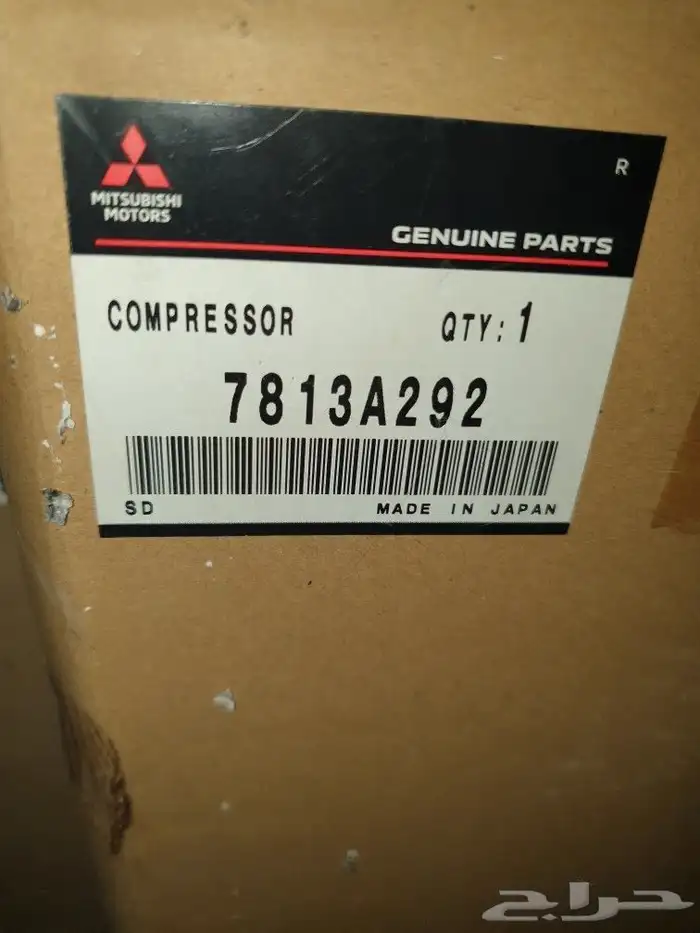 MITSUBISHI
MOTORS
R
GENUINE PARTS
COMPRESSOR QTY: 1
7813A292
SD MADE IN JAPAN
حراج